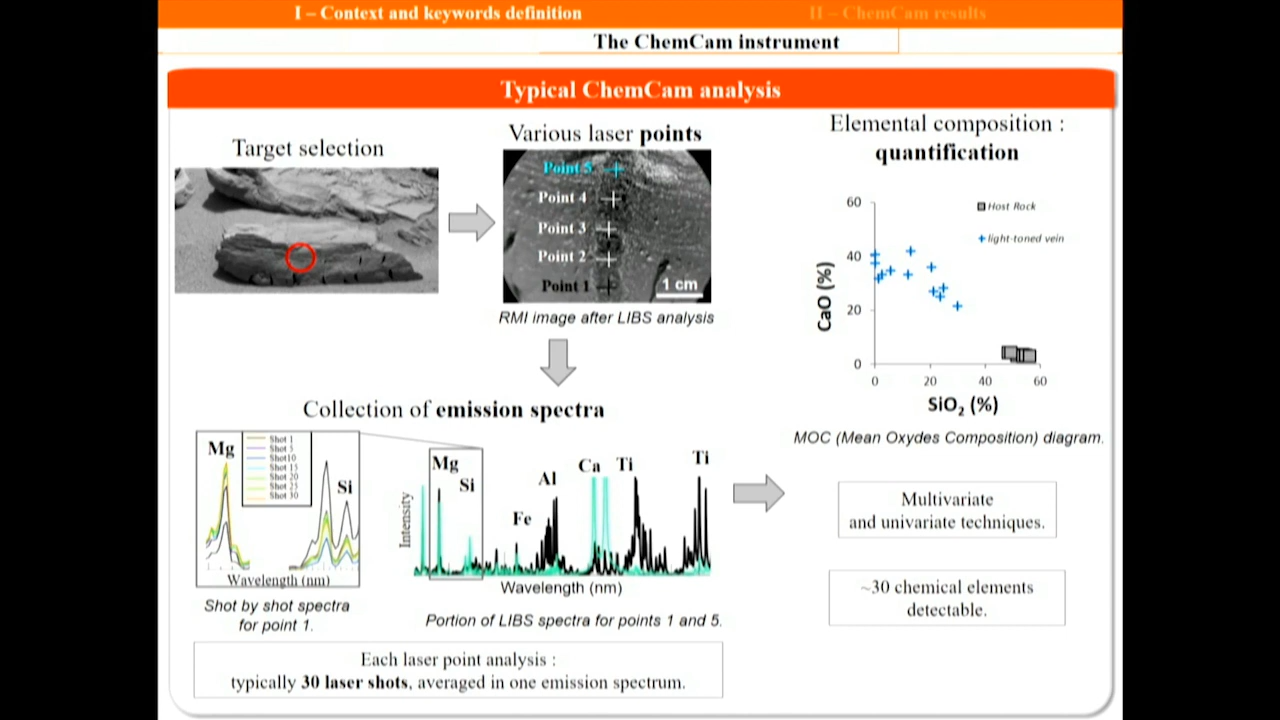 I – Context and keywords definition
II – ChemCam results
The ChemCam instrument
Typical ChemCam analysis
Target selection
Various laser points
Point 5
Point 4
Point 3
Point 2
Point 1
1 cm
RMI image after LIBS analysis
Elemental composition :
quantification
60
40
20
0
CaO (%)
Host Rock
light-toned vein
0
20
40
60
SiO₂ (%)
MOC (Mean Oxydes Composition) diagram.
Collection of emission spectra
Mg
Shot 1
Shot 5
Shot10
Shot 15
Shot 20
Shot 25
Shot 30
Si
Wavelength (nm)
Shot by shot spectra
for point 1.
Intensity
Mg
Si
Fe
Al
Ca
Ti
Ti
Wavelength (nm)
Portion of LIBS spectra for points 1 and 5.
Multivariate
and univariate techniques.
~30 chemical elements
detectable.
Each laser point analysis :
typically 30 laser shots, averaged in one emission spectrum.